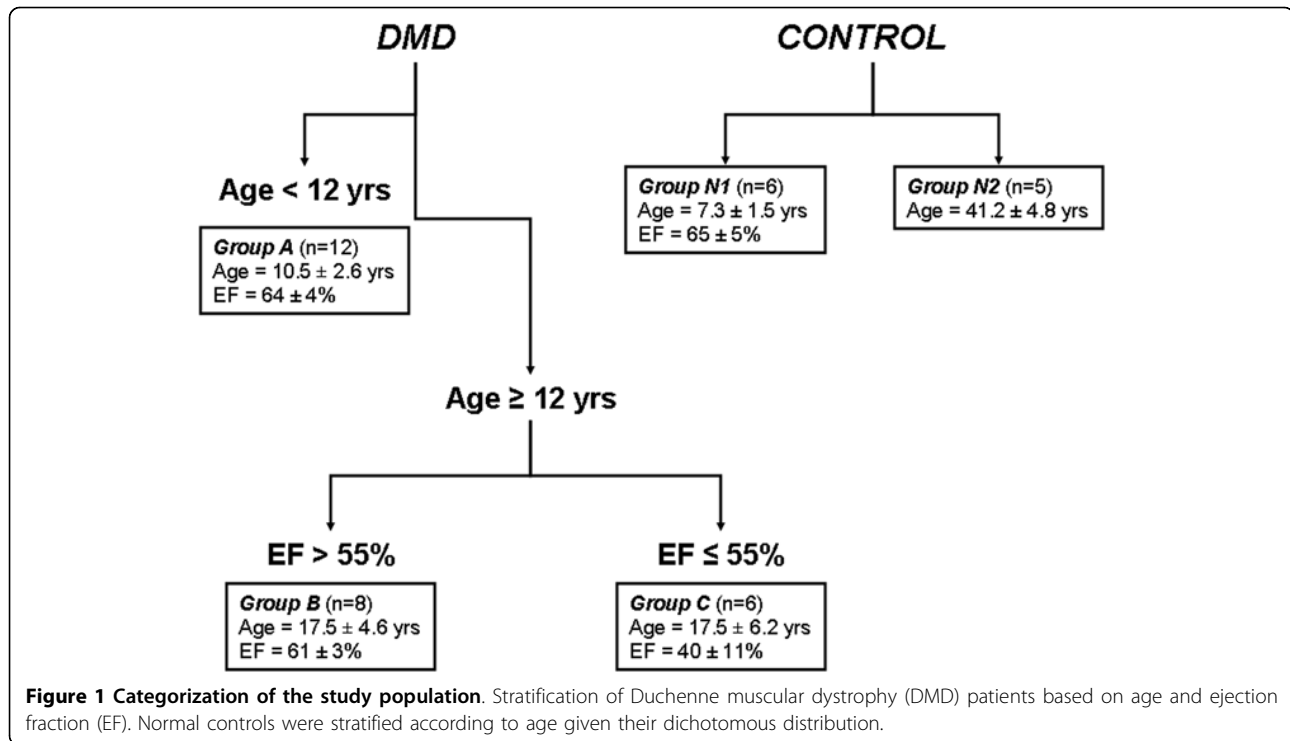 DMD
CONTROL
Age < 12 yrs
Group A (n=12)
Age = 10.5 ± 2.6 yrs
EF = 64 ± 4%
Group N1 (n=6)
Age = 7.3 ± 1.5 yrs
EF = 65 ± 5%
Group N2 (n=5)
Age = 41.2 ± 4.8 yrs
Age ≥ 12 yrs
EF > 55%
Group B (n=8)
Age = 17.5 ± 4.6 yrs
EF = 61 ± 3%
EF ≤ 55%
Group C (n=6)
Age = 17.5 ± 6.2 yrs
EF = 40 ± 11%
Figure 1 Categorization of the study population. Stratification of Duchenne muscular dystrophy (DMD) patients based on age and ejection
fraction (EF). Normal controls were stratified according to age given their dichotomous distribution.